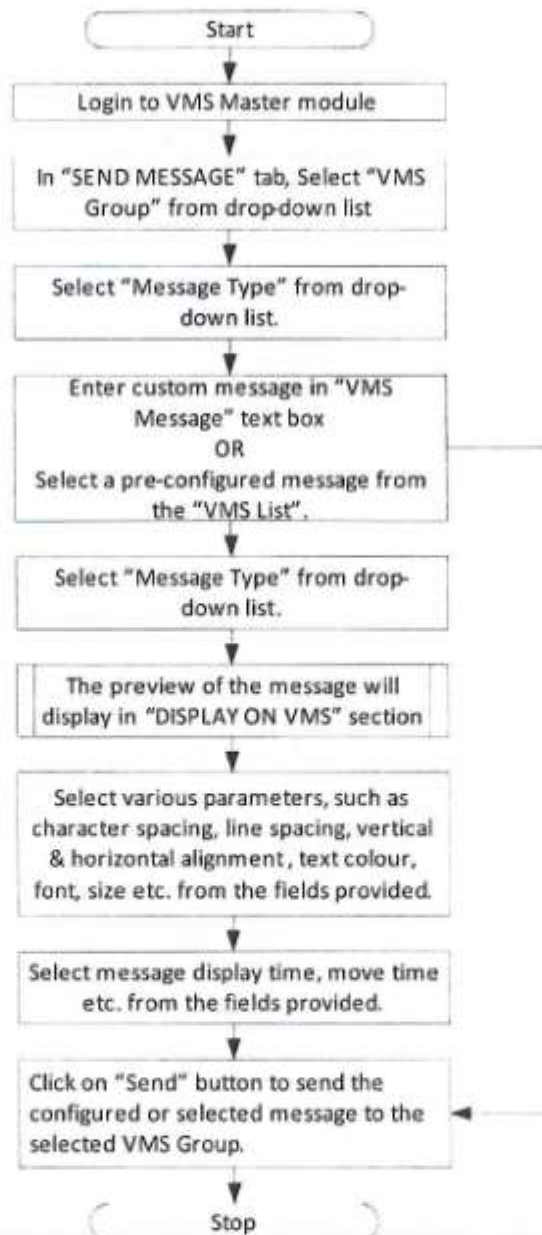 Start
Login to VMS Master module
In "SEND MESSAGE" tab, Select "VMS
Group" from drop-down list
Select "Message Type" from drop-
down list.
Enter custom message in "VMS
Message" text box
OR
Select a pre-configured message from
the "VMS List".
Select "Message Type" from drop-
down list.
The preview of the message will
display in "DISPLAY ON VMS" section
Select various parameters, such as
character spacing, line spacing, vertical
& horizontal alignment, text colour,
font, size etc. from the fields provided.
Select message display time, move time
etc. from the fields provided.
Click on "Send" button to send the
configured or selected message to the
selected VMS Group.
Stop